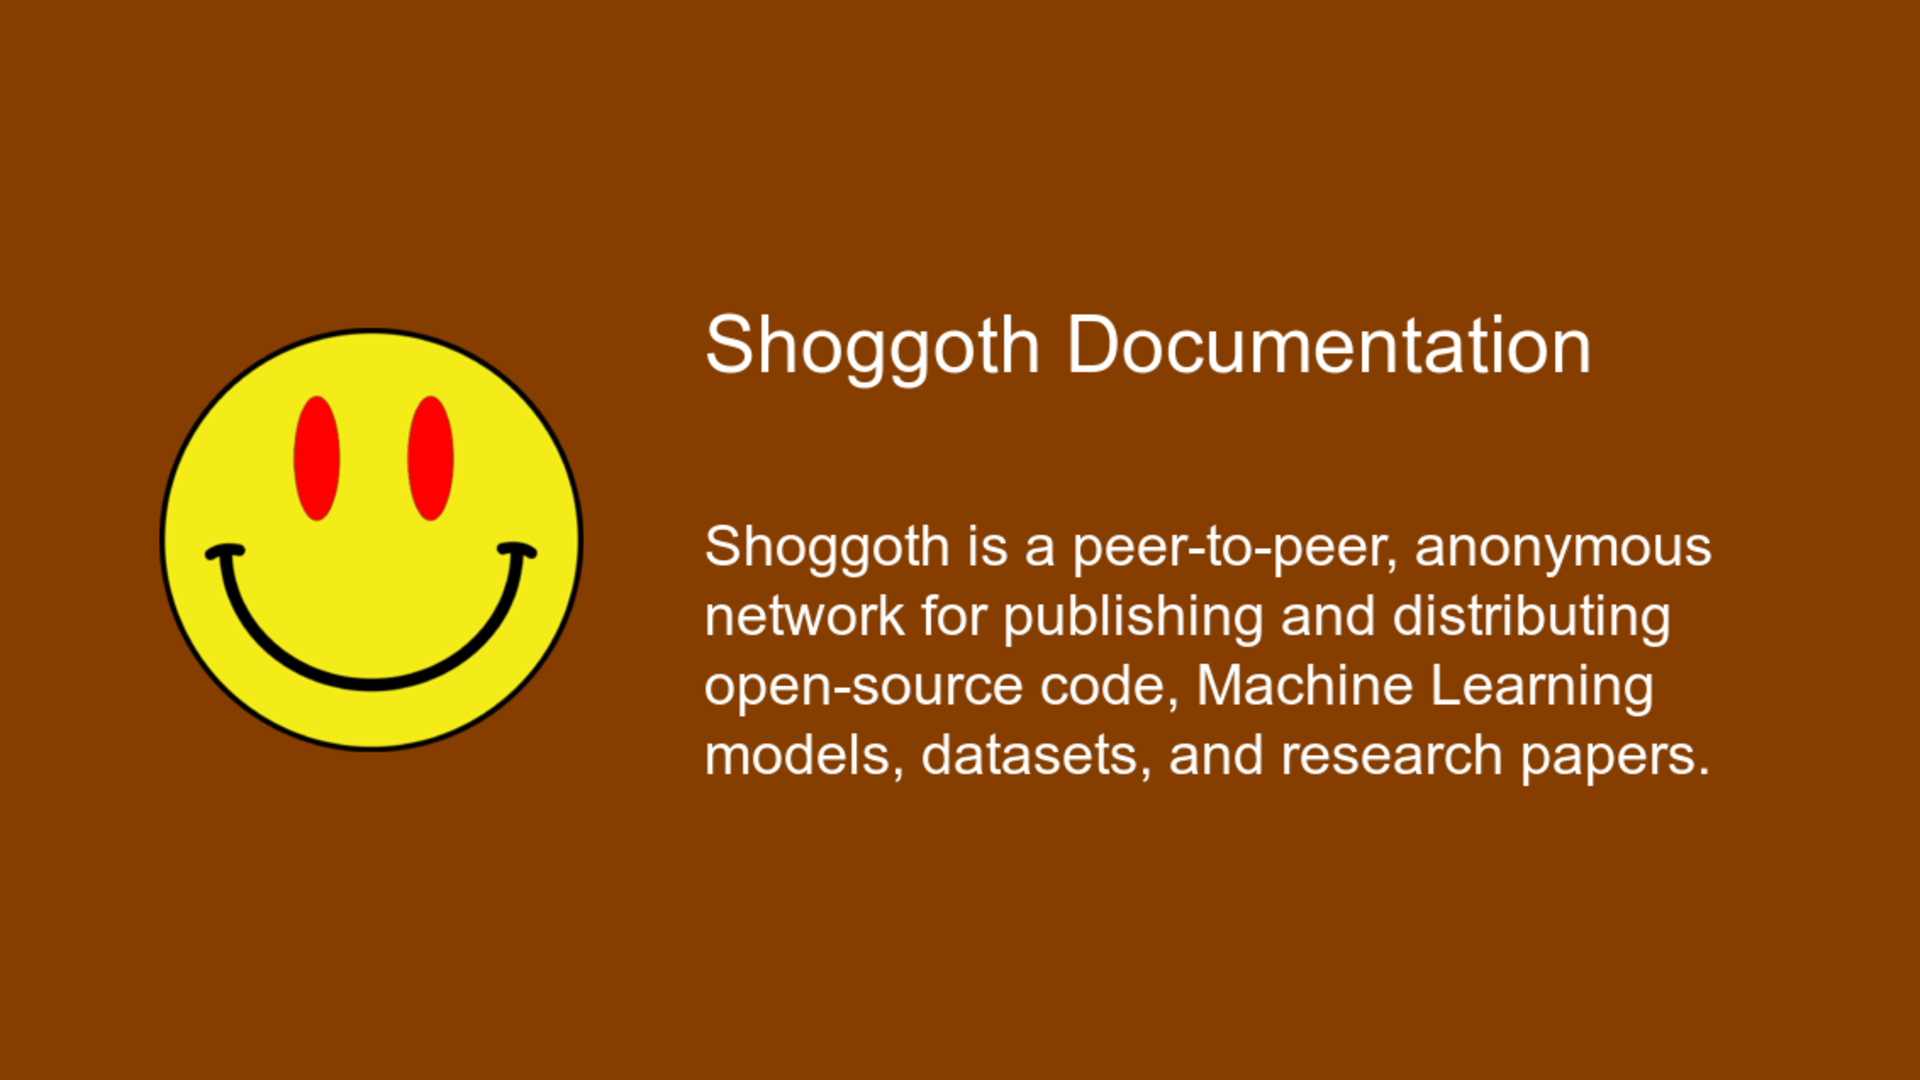 Shoggoth Documentation
Shoggoth is a peer-to-peer, anonymous
network for publishing and distributing
open-source code, Machine Learning
models, datasets, and research papers.